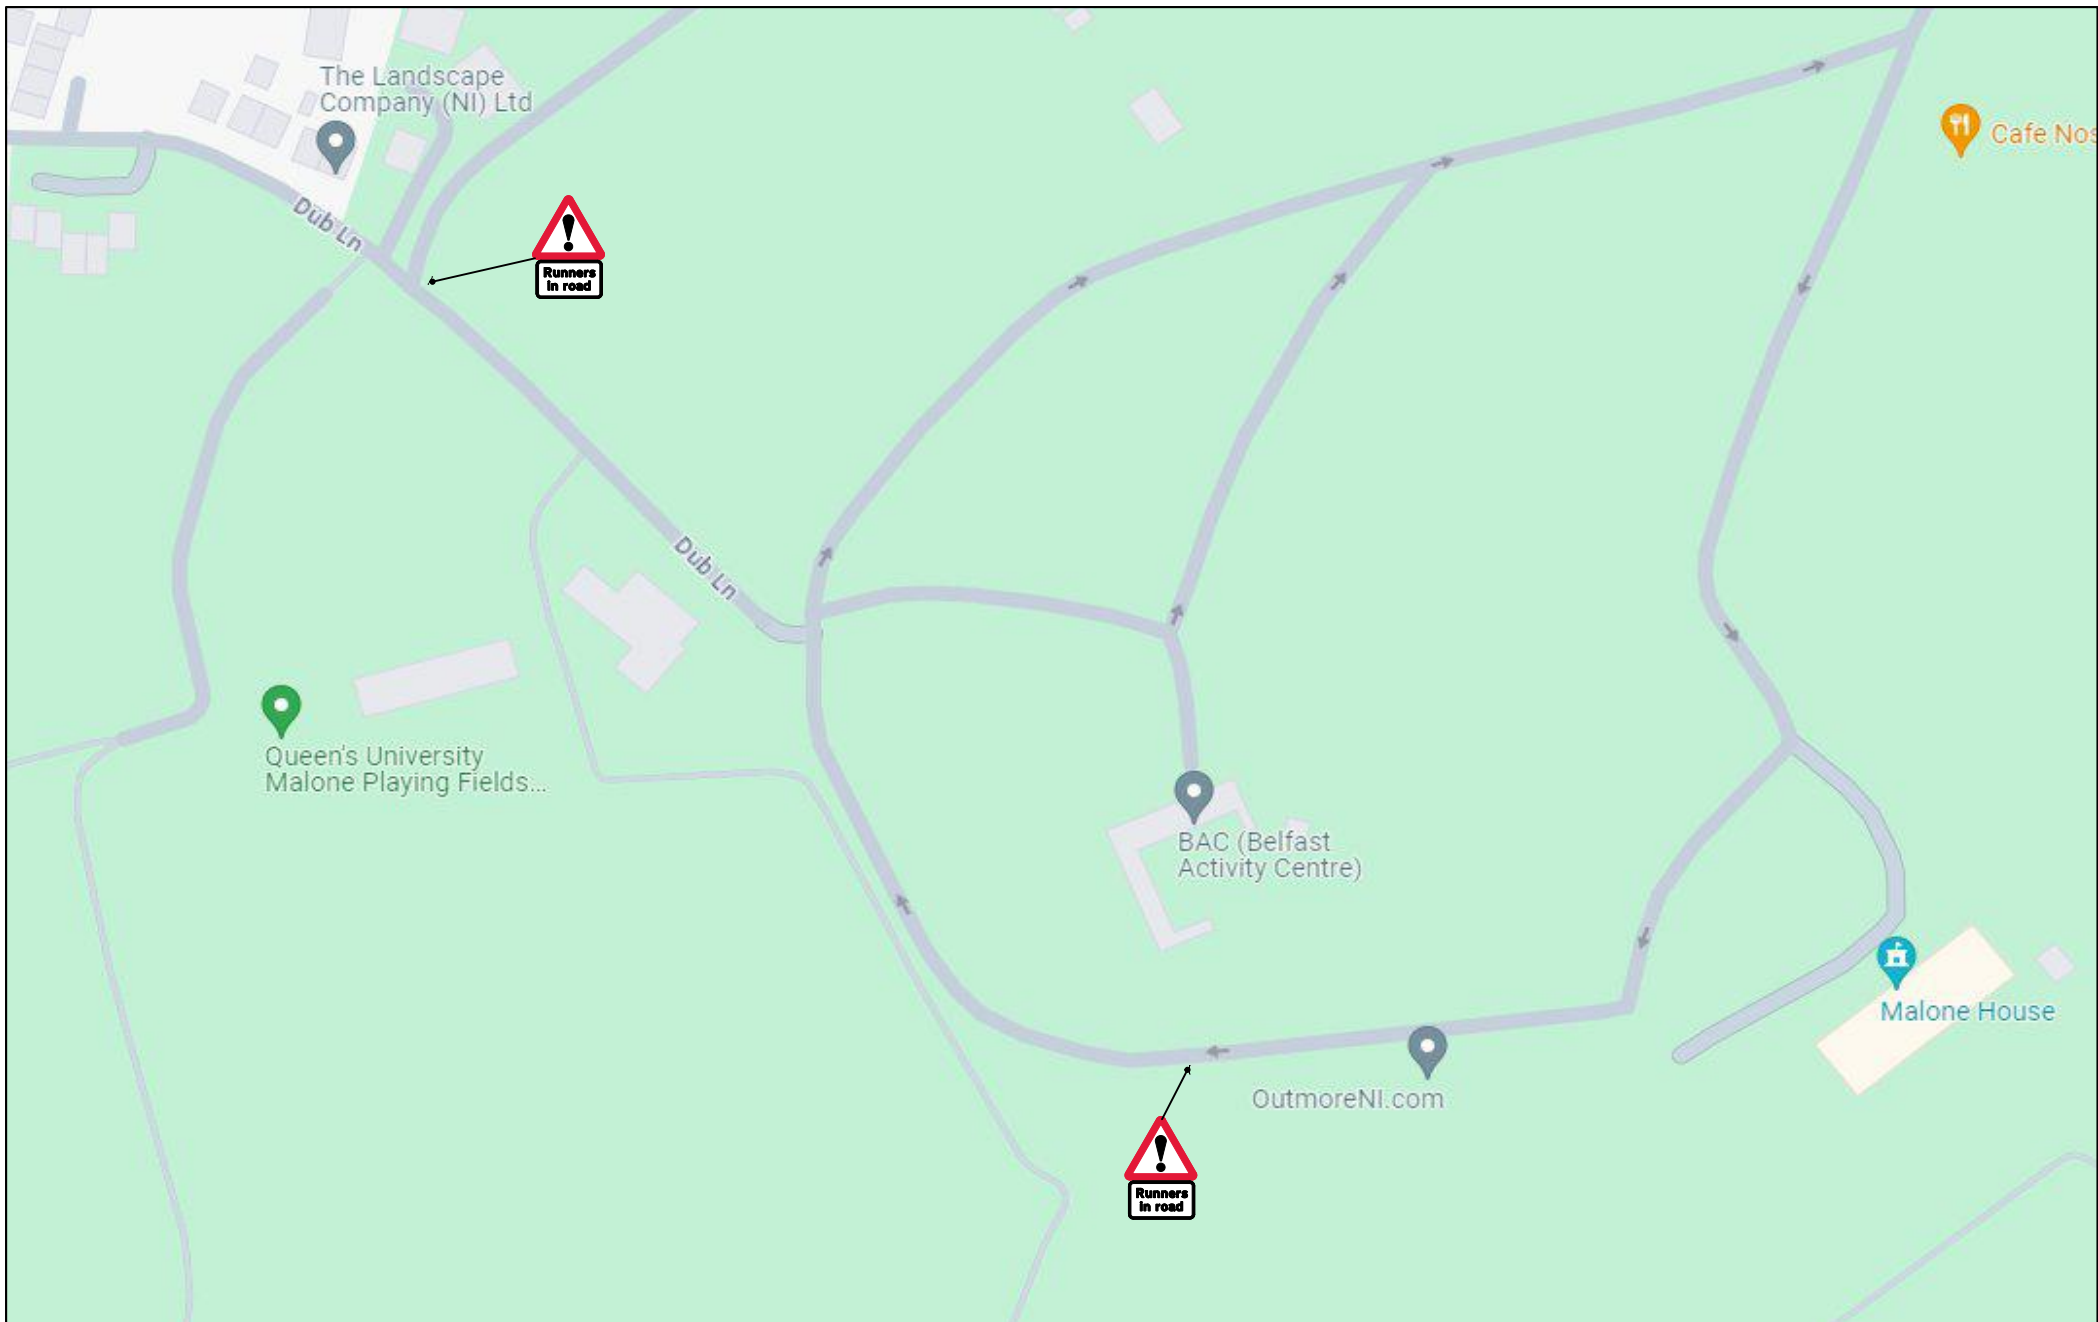 The Landscape
Company (NI) Ltd
Cafe Nos
Dub Ln
!
Runners
in road
Dub Ln
Queen's University
Malone Playing Fields...
BAC (Belfast
Activity Centre)
Malone House
OutmoreNI.com
!
Runners
in road